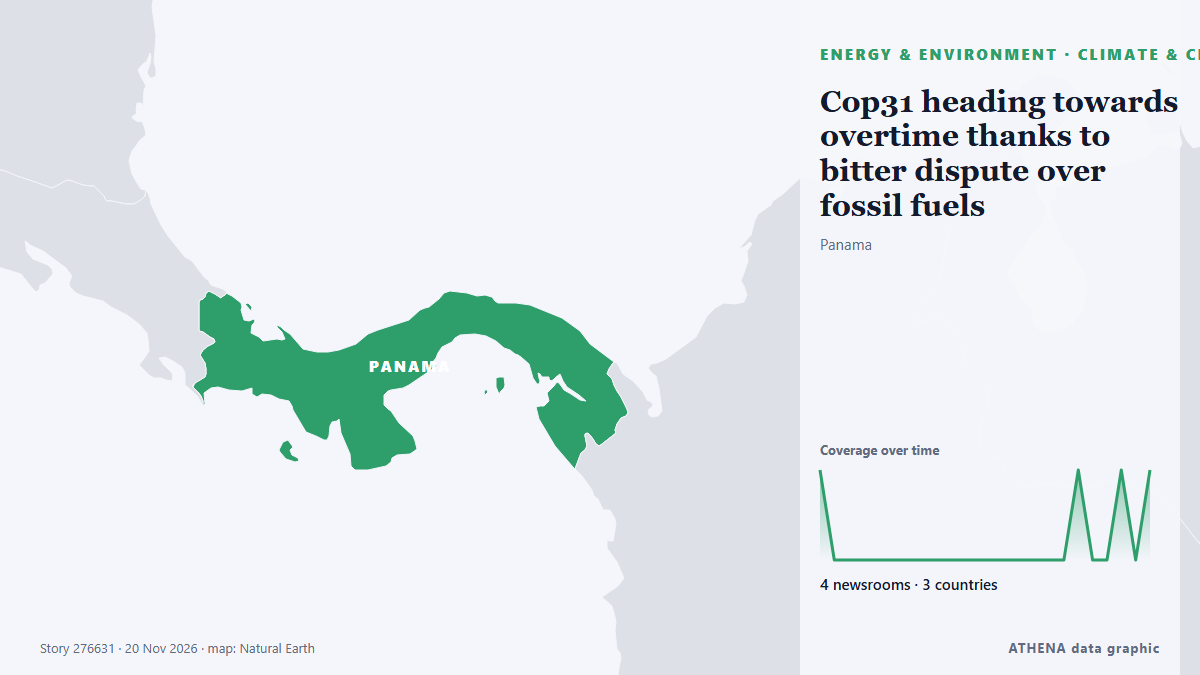 ENERGY & ENVIRONMENT · CLIMATE &
Cop31 heading towards
overtime thanks to
bitter dispute over
fossil fuels
Panama
PANAMA
Coverage over time
4 newsrooms · 3 countries
Story 276631 · 20 Nov 2026 · map: Natural Earth
ATHENA data graphic